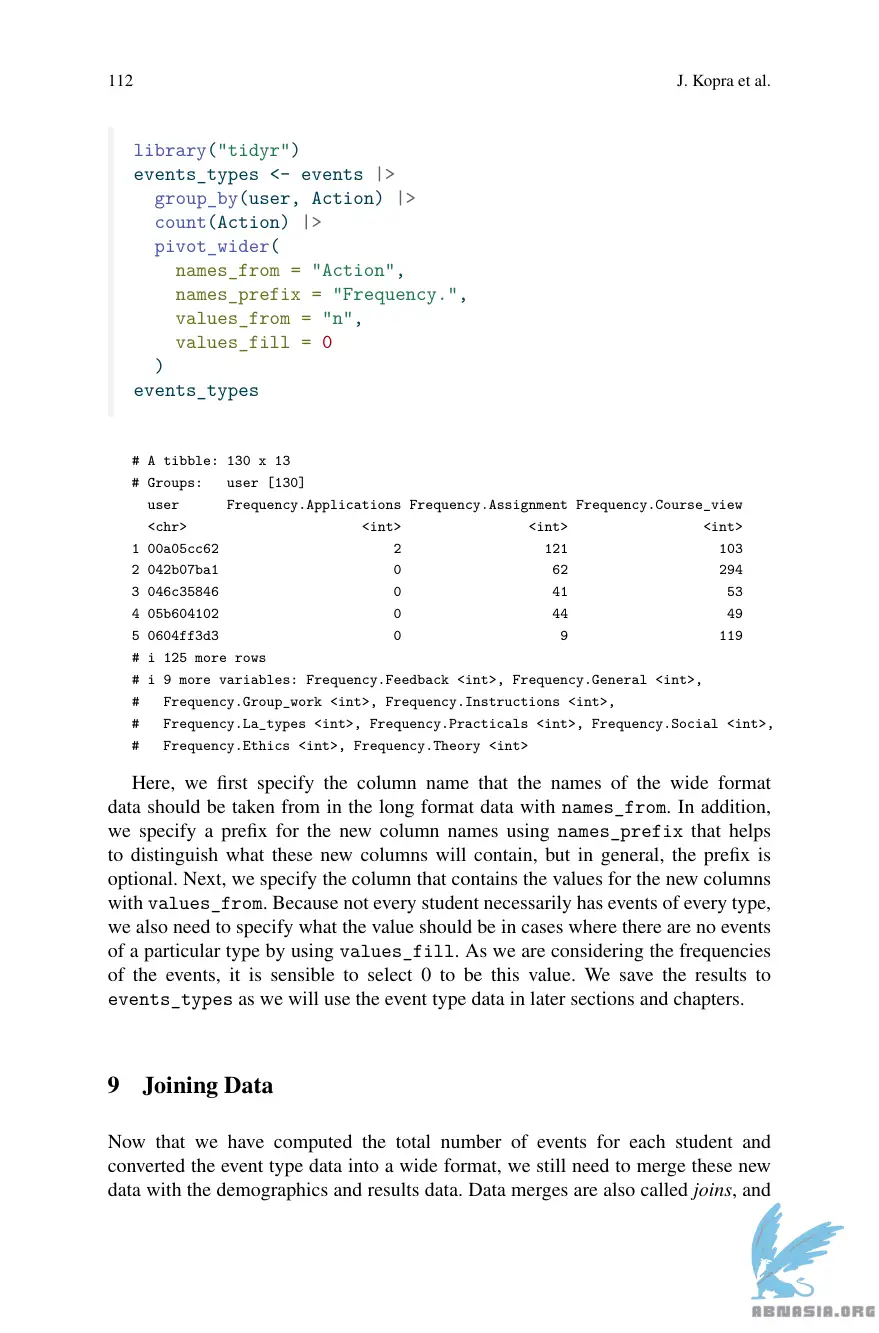 112 J. Kopra et al.
library("tidyr")
events_types <- events |>
  group_by(user, Action) |>
  count(Action) |>
  pivot_wider(
    names_from = "Action",
    names_prefix = "Frequency.",
    values_from = "n",
    values_fill = 0
  )
events_types
# A tibble: 130 x 13
# Groups:   user [130]
  user      Frequency.Applications Frequency.Assignment Frequency.Course_view
  <chr>                      <int>                <int>                 <int>
1 00a05cc62                      2                  121                   103
2 042b07ba1                      0                   62                   294
3 046c35846                      0                   41                    53
4 05b604102                      0                   44                    49
5 0604ff3d3                      0                    9                   119
# i 125 more rows
# i 9 more variables: Frequency.Feedback <int>, Frequency.General <int>,
#   Frequency.Group_work <int>, Frequency.Instructions <int>,
#   Frequency.La_types <int>, Frequency.Practicals <int>, Frequency.Social <int>,
#   Frequency.Ethics <int>, Frequency.Theory <int>
Here, we first specify the column name that the names of the wide format
data should be taken from in the long format data with names_from. In addition,
we specify a prefix for the new column names using names_prefix that helps
to distinguish what these new columns will contain, but in general, the prefix is
optional. Next, we specify the column that contains the values for the new columns
with values_from. Because not every student necessarily has events of every type,
we also need to specify what the value should be in cases where there are no events
of a particular type by using values_fill. As we are considering the frequencies
of the events, it is sensible to select 0 to be this value. We save the results to
events_types as we will use the event type data in later sections and chapters.
9 Joining Data
Now that we have computed the total number of events for each student and
converted the event type data into a wide format, we still need to merge these new
data with the demographics and results data. Data merges are also called joins, and
ABNASIA.ORG